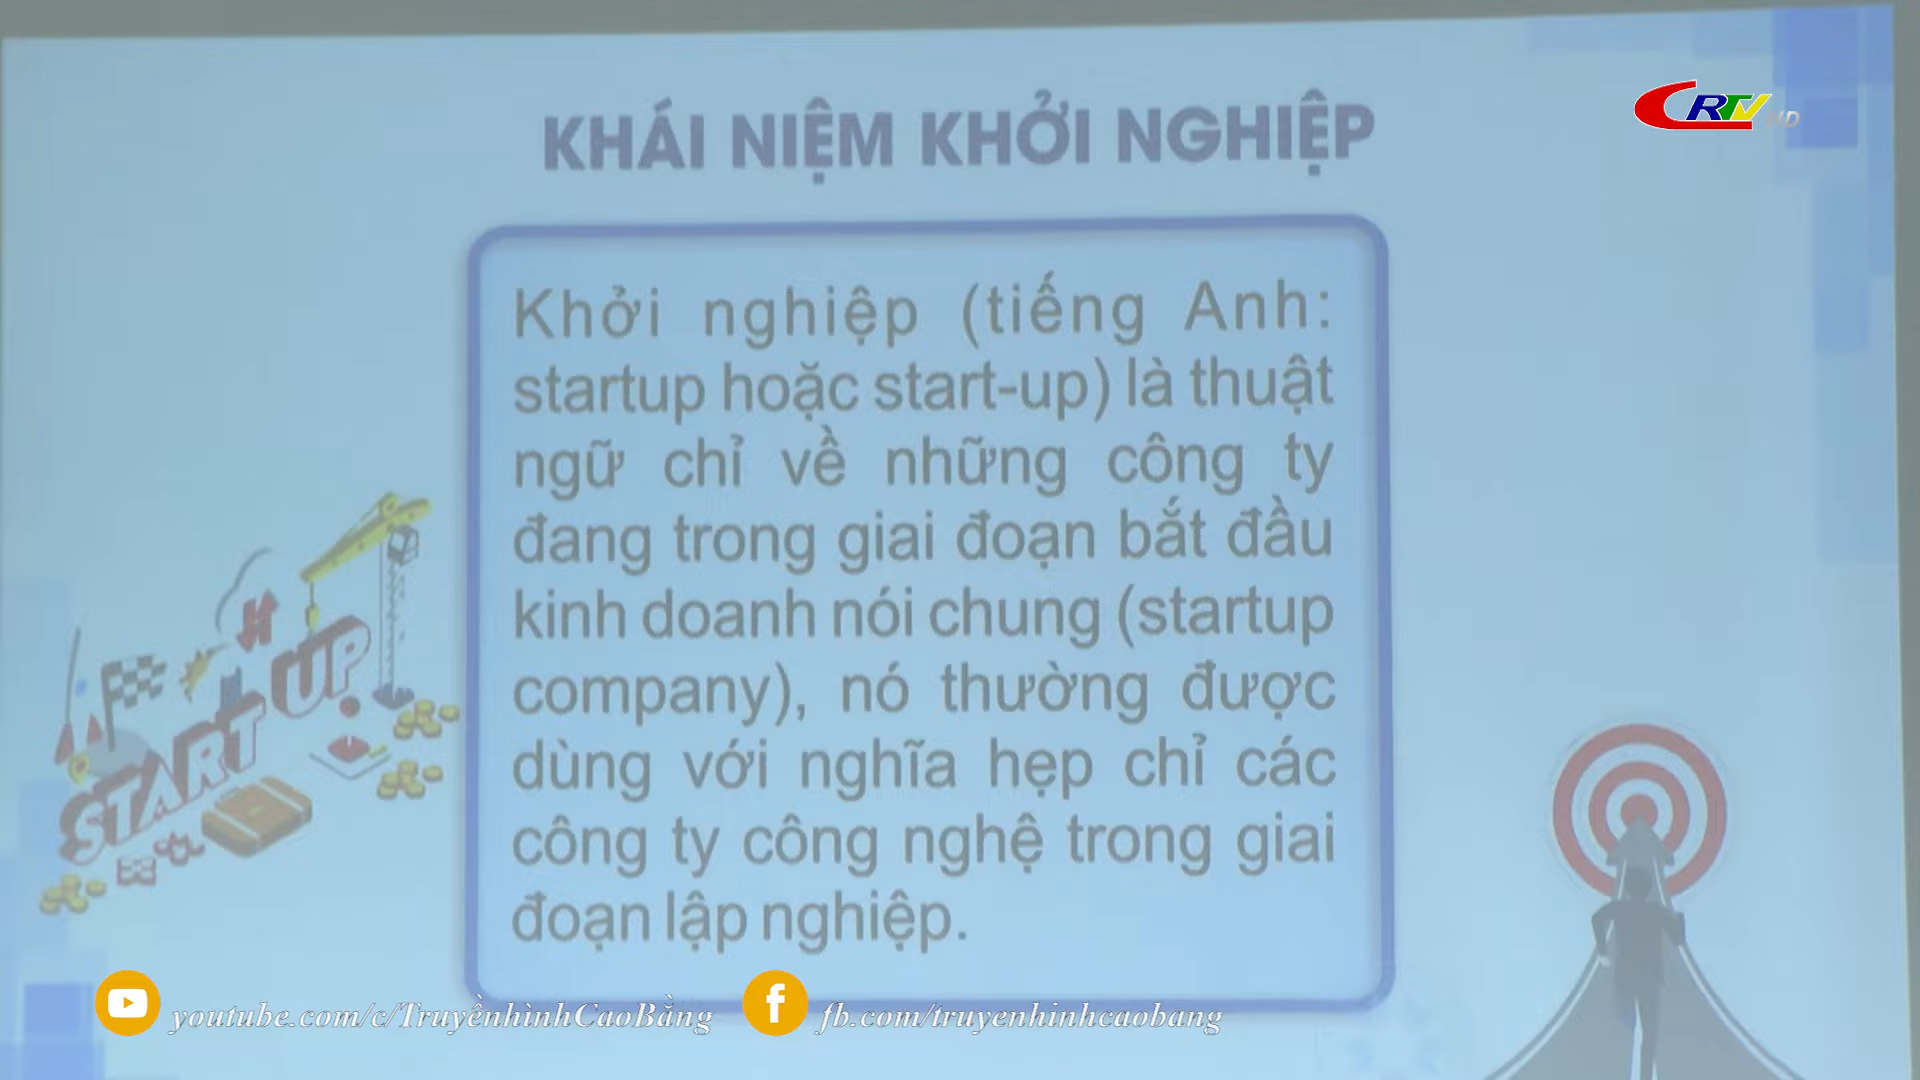 KHÁI NIỆM KHỞI NGHIỆP
CRTV HD
Khởi nghiệp (tiếng Anh:
startup hoặc start-up) là thuật
ngữ chỉ về những công ty
đang trong giai đoạn bắt đầu
kinh doanh nói chung (startup
company), nó thường được
dùng với nghĩa hẹp chỉ các
công ty công nghệ trong giai
đoạn lập nghiệp.
START UP
youtube.com/c/TruyềnhìnhCaoBằng
fb.com/truyenhinhcaobang